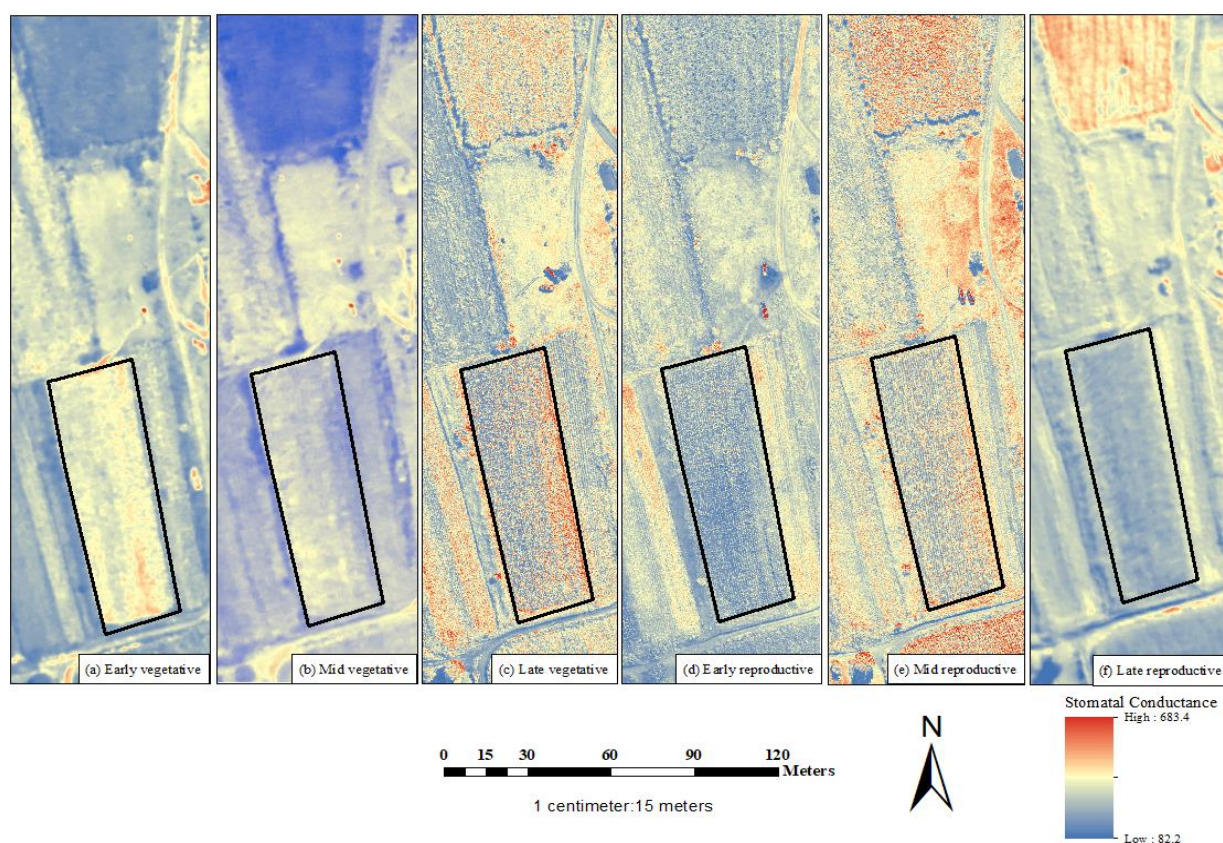 (a) Early vegetative
(b) Mid vegetative
(c) Late vegetative
(d) Early reproductive
(e) Mid reproductive
(f) Late reproductive
Stomatal Conductance
High : 683.4
Low : 82.2
0 15 30 60 90 120
Meters
1 centimeter:15 meters
N